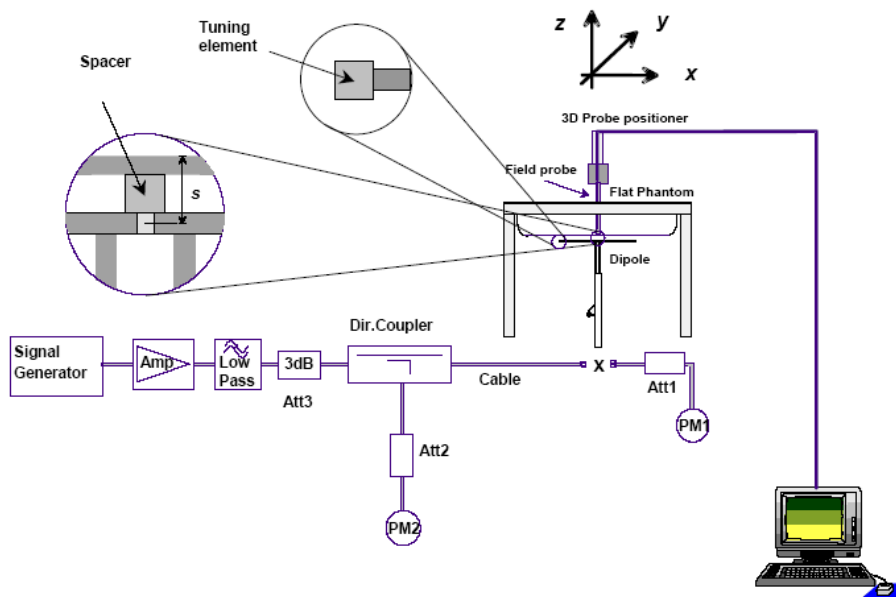 Tuning
element
z
y
x
Spacer
3D Probe positioner
Field probe
Flat Phantom
s
Dipole
Dir.Coupler
Signal
Generator
Amp
Low
Pass
3dB
Att3
Cable
x
Att1
PM1
Att2
PM2